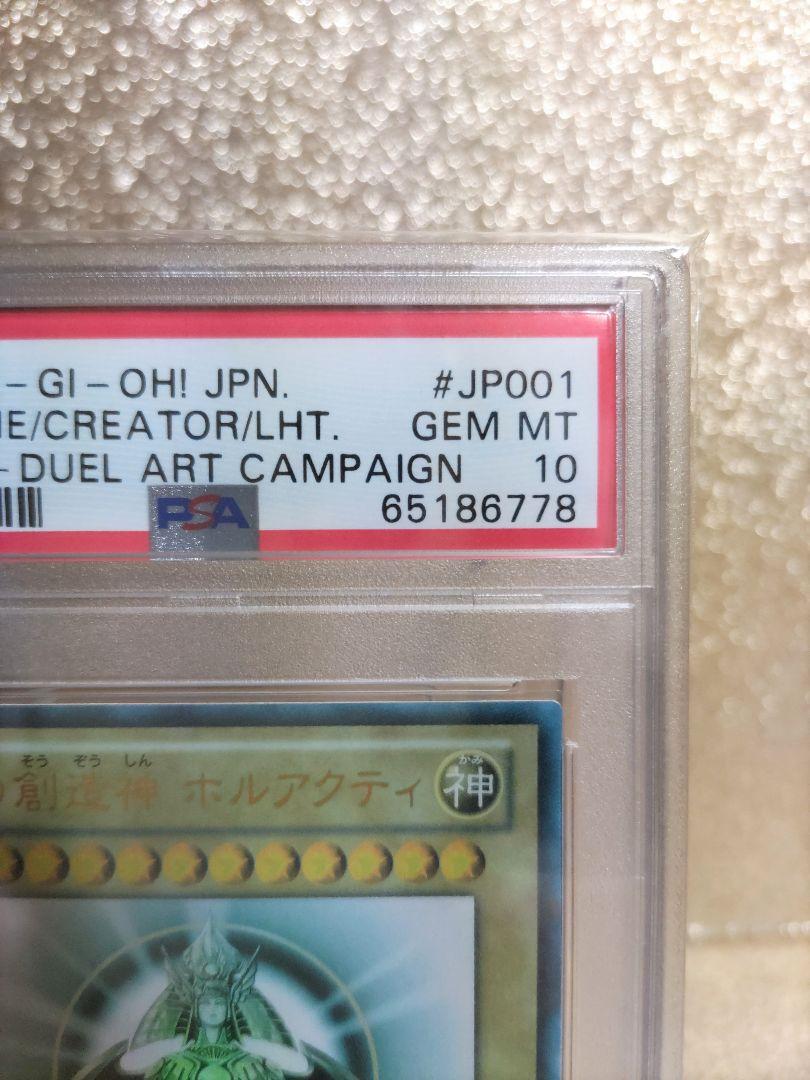 -GI-OH! JPN. #JP001
E/CREATOR/LHT. GEM MT
-DUEL ART CAMPAIGN 10
PSA 65186778
そう ぞう しん かみ
創造神 ホルアクティ 神